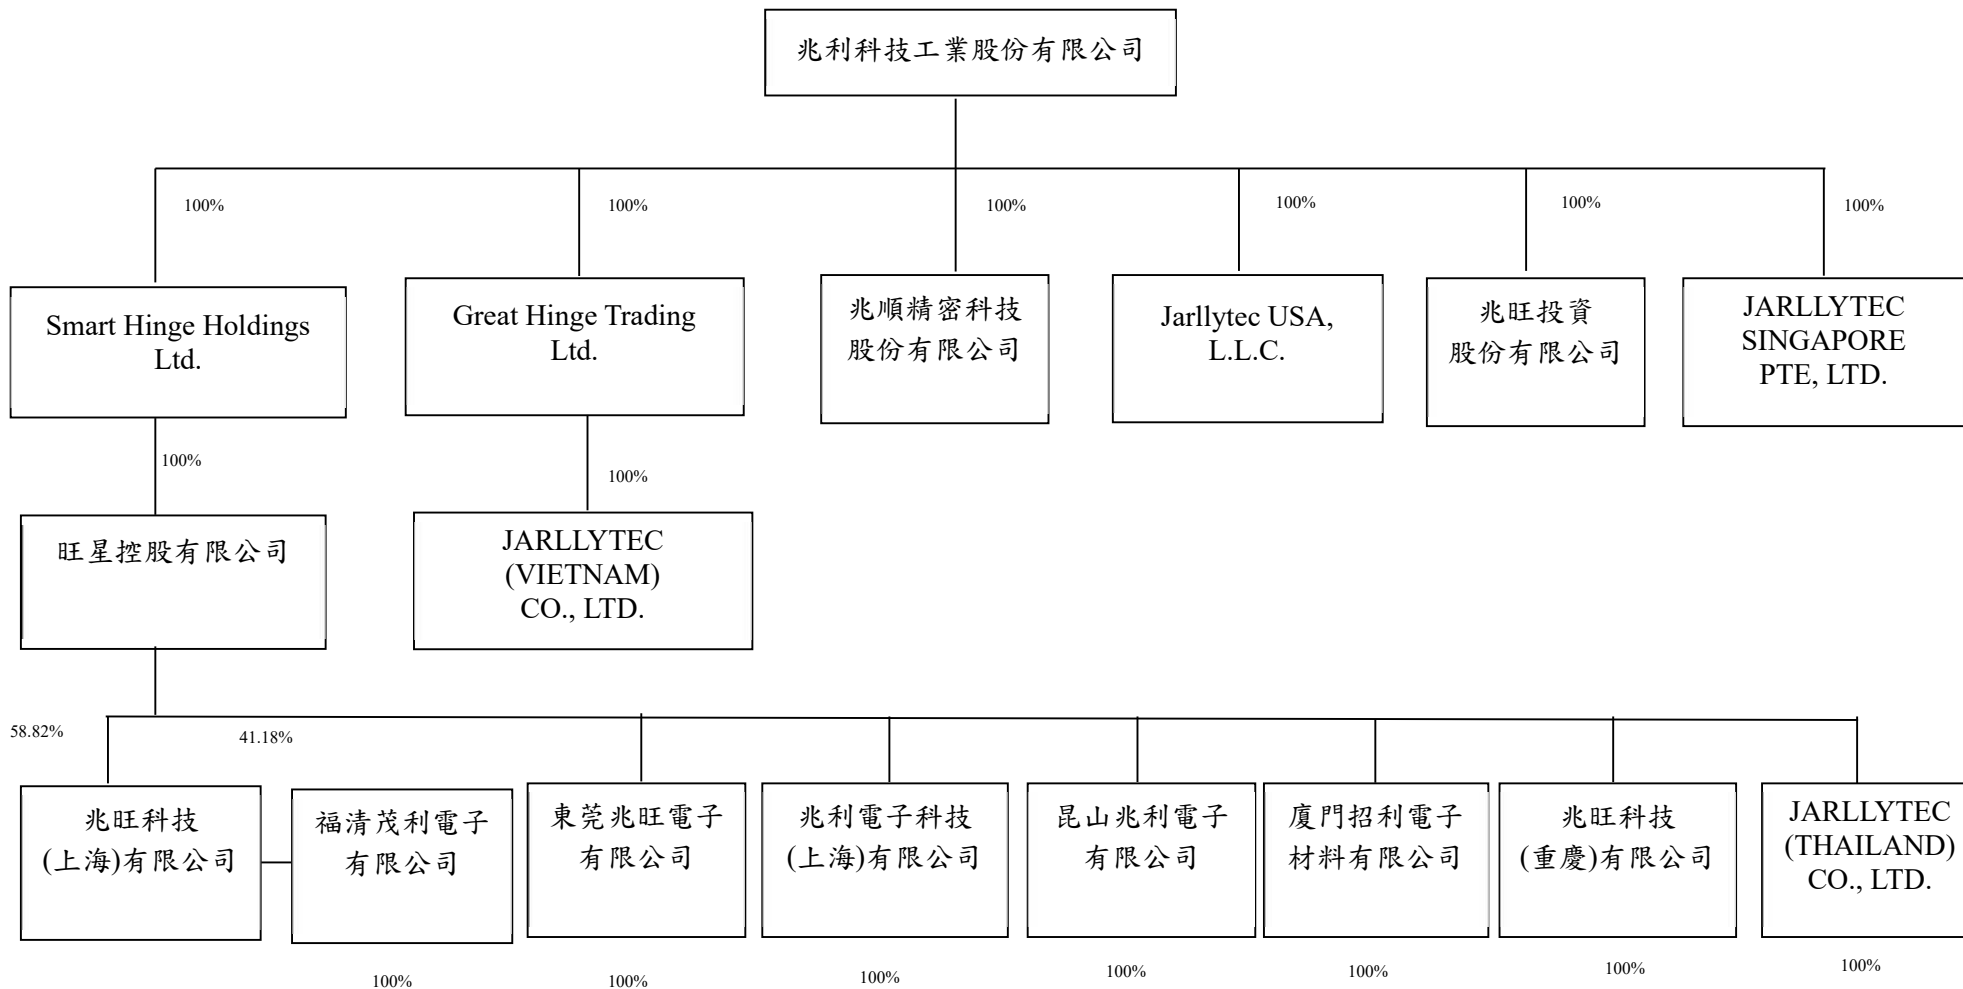 兆利科技工業股份有限公司
100%
100%
100%
100%
100%
100%
Smart Hinge Holdings
Ltd.
Great Hinge Trading
Ltd.
兆順精密科技
股份有限公司
Jarllytec USA,
L.L.C.
兆旺投資
股份有限公司
JARLLYTEC
SINGAPORE
PTE, LTD.
100%
100%
旺星控股有限公司
JARLLYTEC
(VIETNAM)
CO., LTD.
58.82%
41.18%
兆旺科技
(上海)有限公司
福清茂利電子
有限公司
東莞兆旺電子
有限公司
兆利電子科技
(上海)有限公司
昆山兆利電子
有限公司
廈門招利電子
材料有限公司
兆旺科技
(重慶)有限公司
JARLLYTEC
(THAILAND)
CO., LTD.
100%
100%
100%
100%
100%
100%
100%